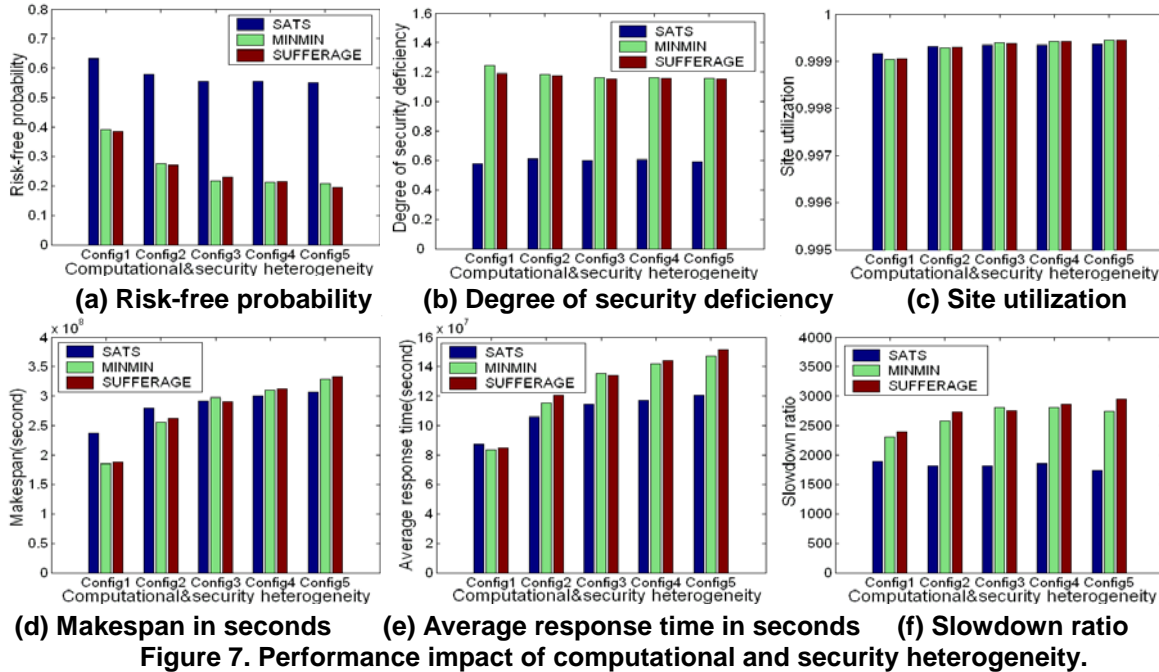 0.8
0.7
0.6
0.5
0.4
0.3
0.2
0.1
0
Risk-free probability
SATS
MINMIN
SUFFERAGE
Config1 Config2 Config3 Config4 Config5
Computational&security heterogeneity
(a) Risk-free probability
1.6
1.4
1.2
1.0
0.8
0.6
0.4
0.2
0
Degree of security deficiency
SATS
MINMIN
SUFFERAGE
Config1 Config2 Config3 Config4 Config5
Computational&security heterogeneity
(b) Degree of security deficiency
1
0.999
0.998
0.997
0.996
0.995
Site utilization
SATS
MINMIN
SUFFERAGE
Config1 Config2 Config3 Config4 Config5
Computational&security heterogeneity
(c) Site utilization
x 10^8
4
3.5
3
2.5
2
1.5
1
0.5
0
Makespan(second)
SATS
MINMIN
SUFFERAGE
Config1 Config2 Config3 Config4 Config5
Computational&security heterogeneity
(d) Makespan in seconds
x 10^7
16
14
12
10
8
6
4
2
0
Average response time(second)
SATS
MINMIN
SUFFERAGE
Config1 Config2 Config3 Config4 Config5
Computational&security heterogeneity
(e) Average response time in seconds
4000
3500
3000
2500
2000
1500
1000
500
0
Slowdown ratio
SATS
MINMIN
SUFFERAGE
Config1 Config2 Config3 Config4 Config5
Computational&security heterogeneity
(f) Slowdown ratio
Figure 7. Performance impact of computational and security heterogeneity.